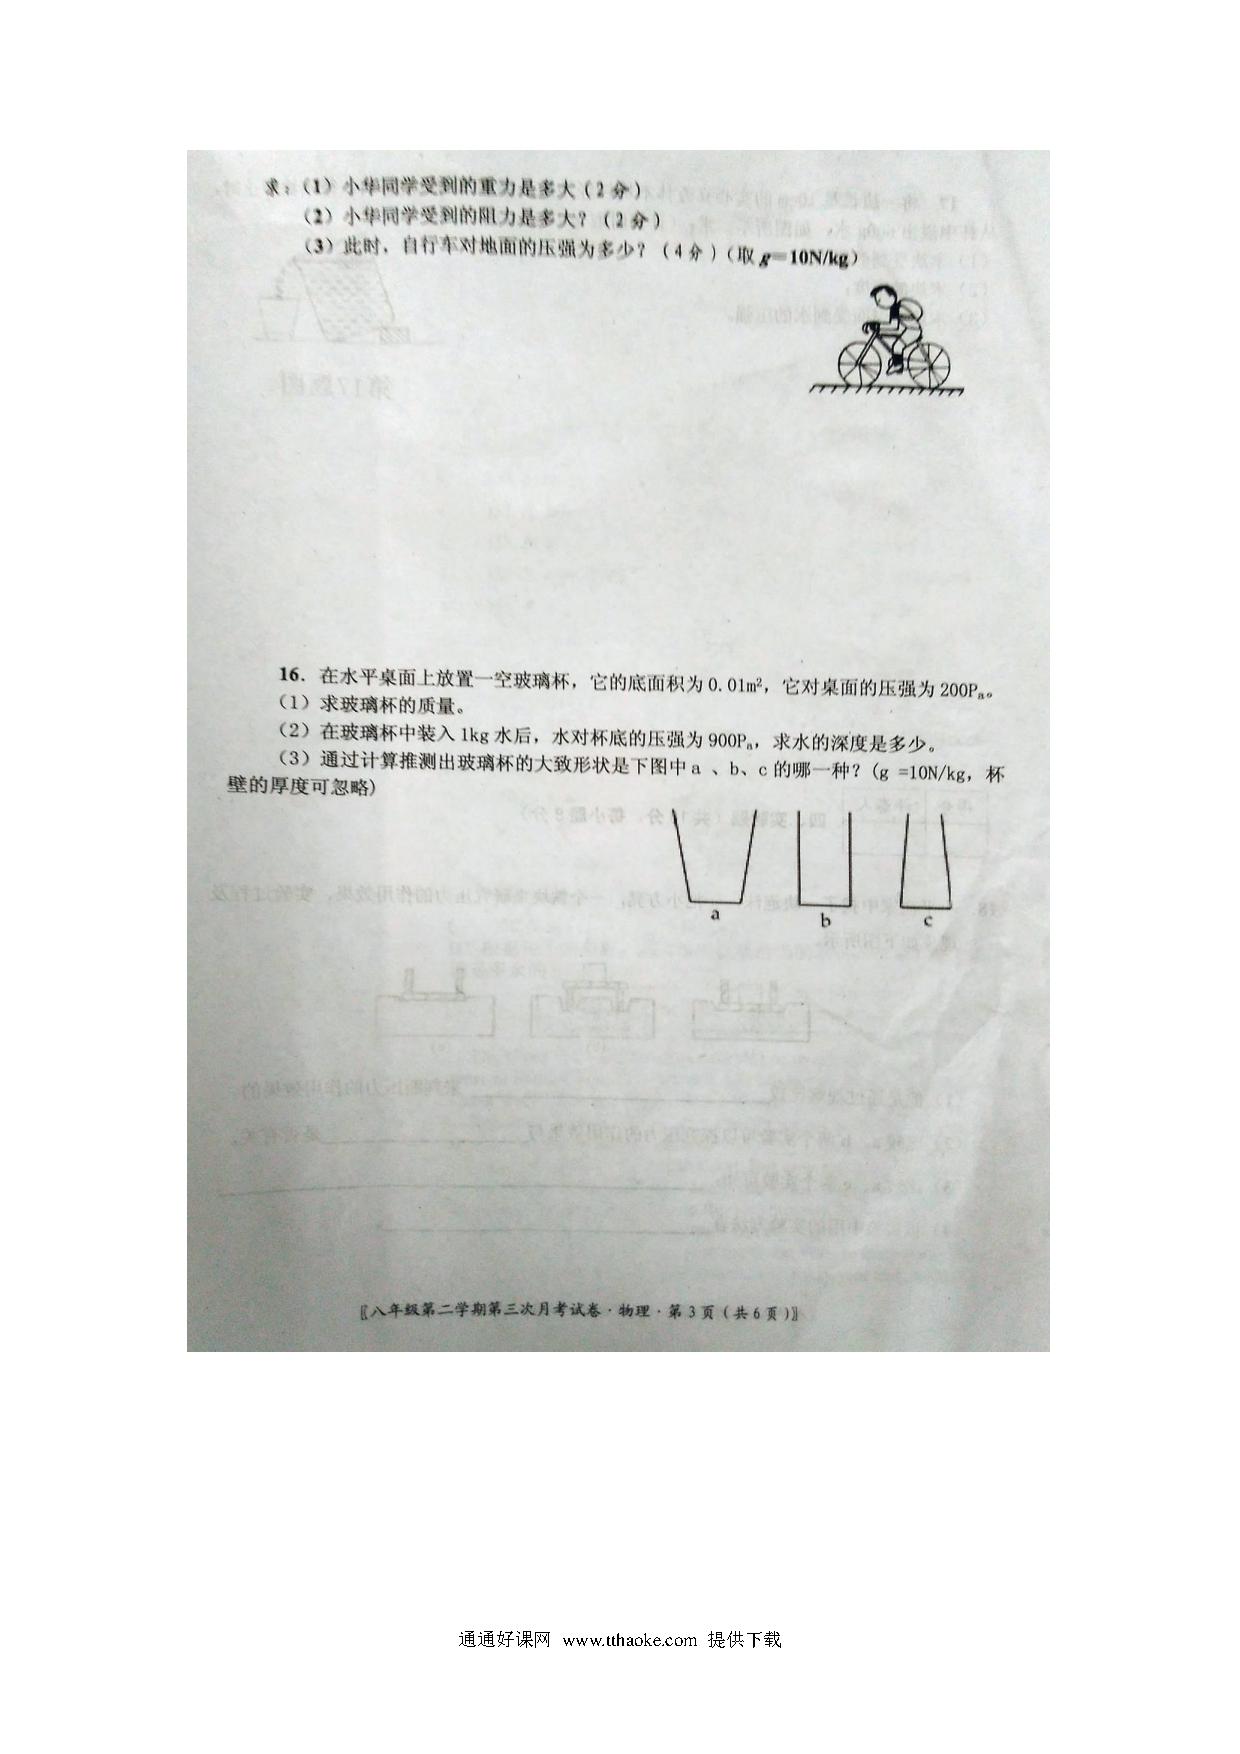 求：(1) 小华同学受到的重力是多大(2分)
(2) 小华同学受到的阻力是多大？(2分)
(3) 此时，自行车对地面的压强为多少？(4分)(取 g=10N/kg)
16. 在水平桌面上放置一空玻璃杯，它的底面积为0.01m²，它对桌面的压强为200Pa。
(1) 求玻璃杯的质量。
(2) 在玻璃杯中装入1kg水后，水对杯底的压强为900Pa，求水的深度是多少。
(3) 通过计算推测出玻璃杯的大致形状是下图中a、b、c的哪一种？(g =10N/kg，杯
壁的厚度可忽略)
a b c
〖八年级第二学期第三次月考试卷·物理·第3页(共6页)〗
通通好课网 www.tthaoke.com 提供下载